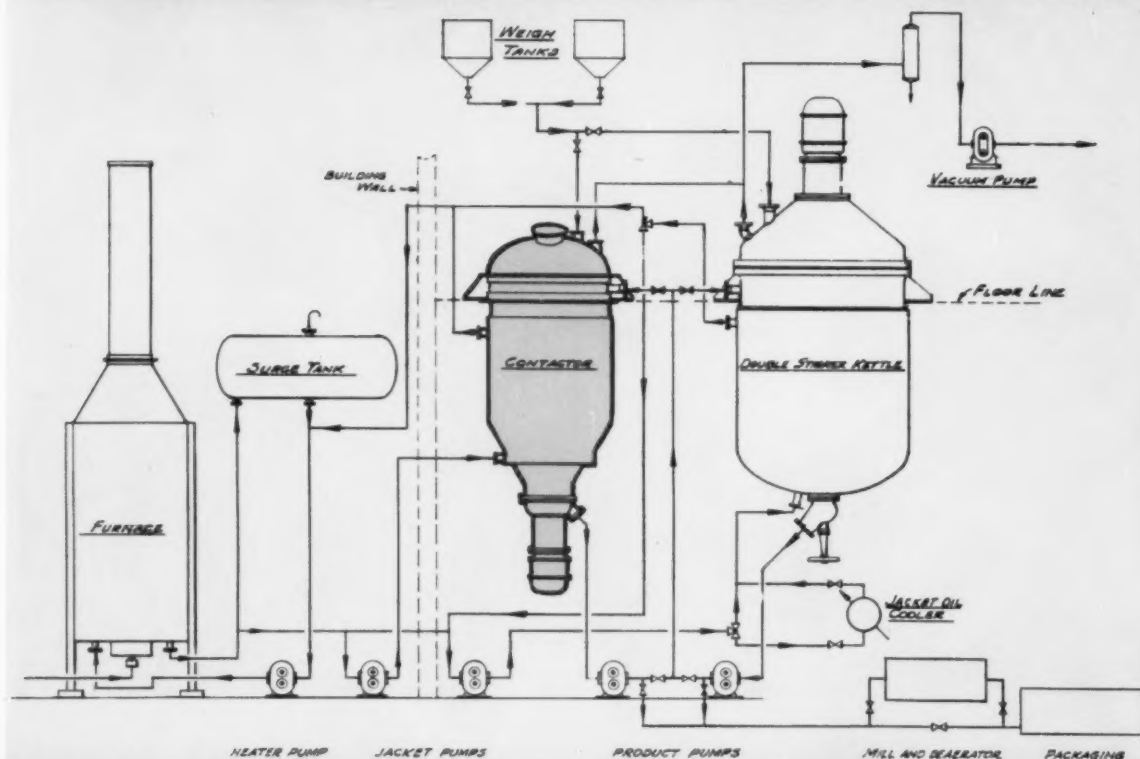 WEIGH
TANKS
BUILDING
WALL
VACUUM PUMP
FLOOR LINE
SURGE TANK
CONTACTOR
DOUBLE STIRRER KETTLE
FURNACE
JACKET OIL
COOLER
HEATER PUMP
JACKET PUMPS
PRODUCT PUMPS
MILL AND DEAERATOR
PACKAGING